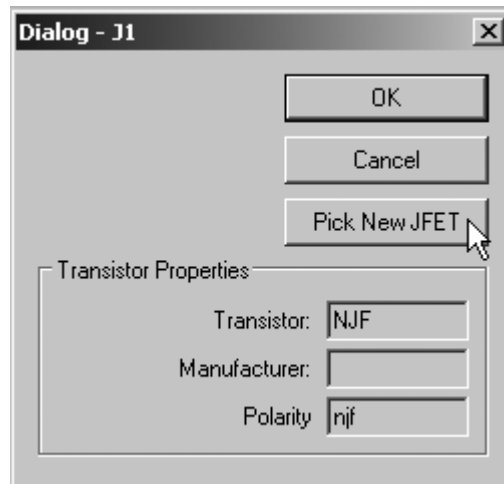 Dialog - J1
OK
Cancel
Pick New JFET
Transistor Properties
Transistor: NJF
Manufacturer:
Polarity njf